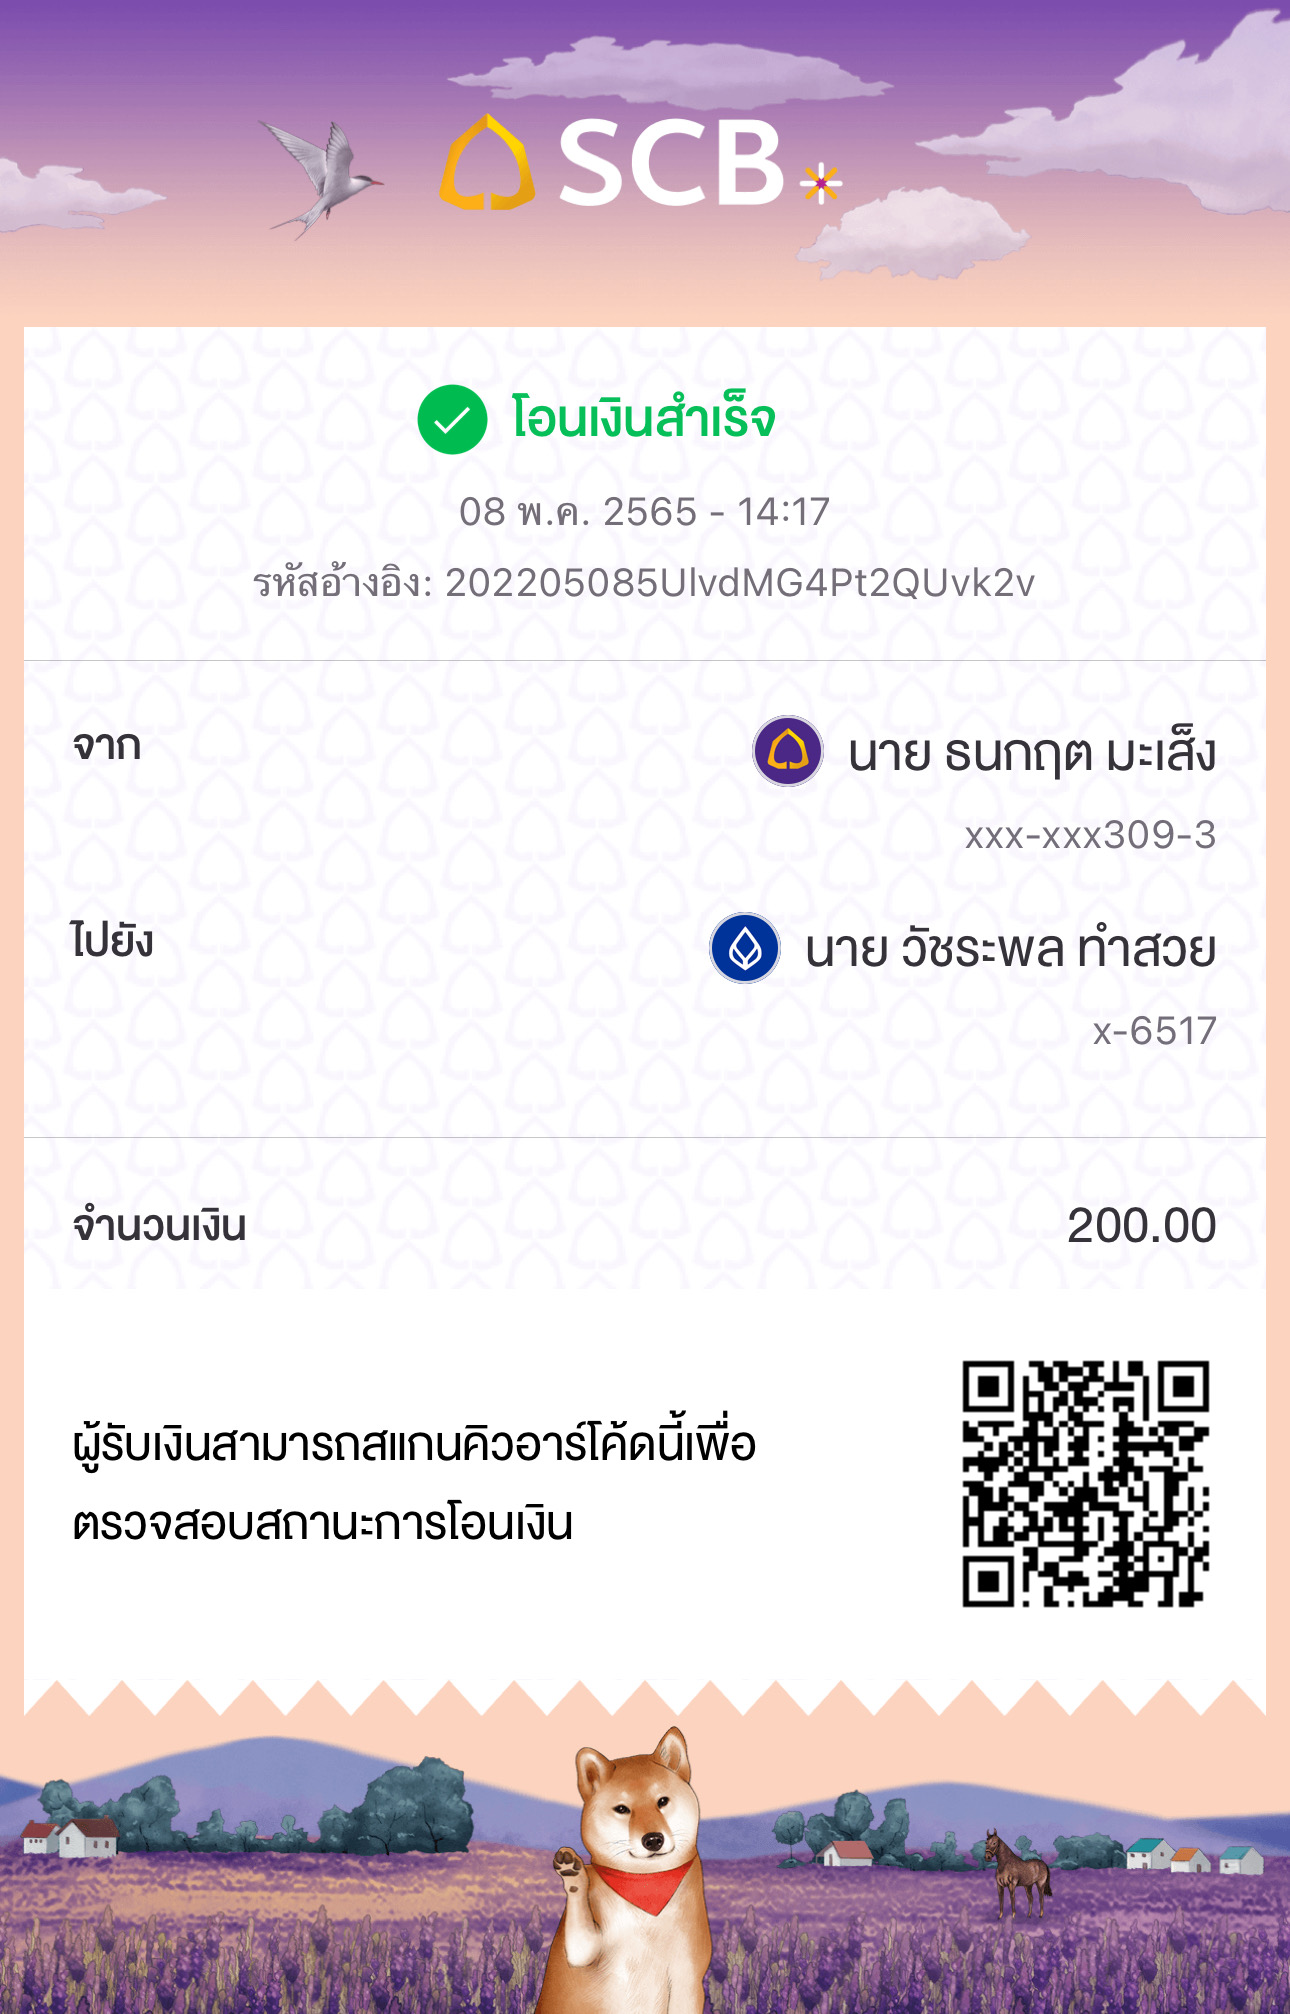 SCB
โอนเงินสำเร็จ
08 พ.ค. 2565 - 14:17
รหัสอ้างอิง: 202205085UlvdMG4Pt2QUvk2v
จาก
นาย ธนกฤต มะเส็ง
xxx-xxx309-3
ไปยัง
นาย วัชระพล ทำสวย
x-6517
จำนวนเงิน
200.00
ผู้รับเงินสามารถสแกนคิวอาร์โค้ดนี้เพื่อ
ตรวจสอบสถานะการโอนเงิน